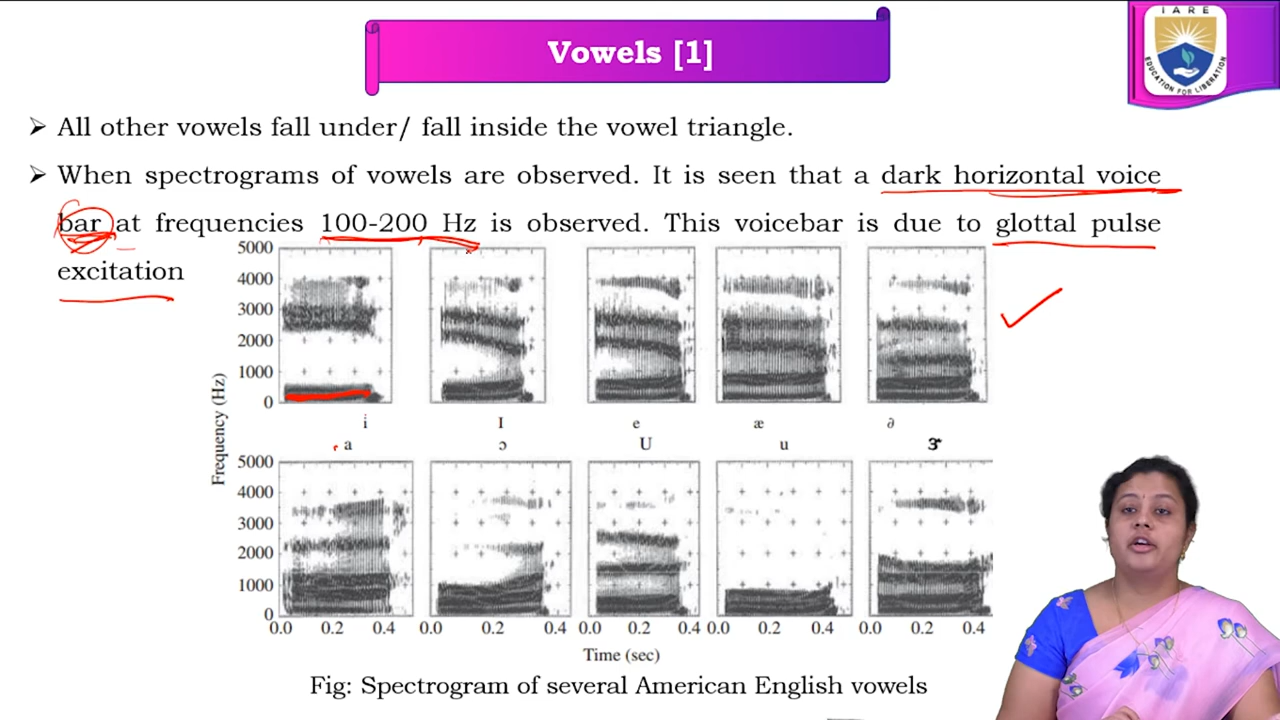 Vowels [1]
IARE
EDUCATION FOR LIBERATION
➢ All other vowels fall under/ fall inside the vowel triangle.
➢ When spectrograms of vowels are observed. It is seen that a dark horizontal voice
bar at frequencies 100-200 Hz is observed. This voicebar is due to glottal pulse
excitation
5000
4000
3000
2000
1000
0
Frequency (Hz)
i I e æ ∂
a ɔ U u ɝ
5000
4000
3000
2000
1000
0
0.0 0.2 0.4 0.0 0.2 0.4 0.0 0.2 0.4 0.0 0.2 0.4 0.0 0.2 0.4
Time (sec)
Fig: Spectrogram of several American English vowels